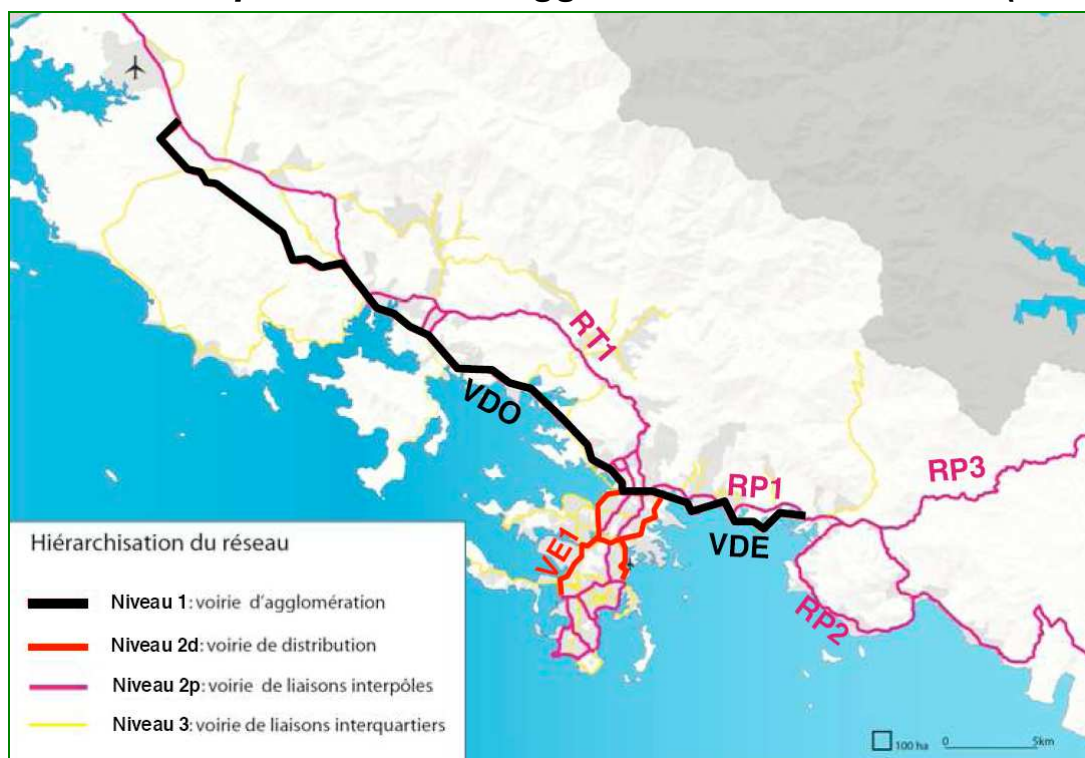 RT1
VDO
RP3
RP1
VDE
VE1
RP2
Hiérarchisation du réseau
Niveau 1: voirie d'agglomération
Niveau 2d: voirie de distribution
Niveau 2p: voirie de liaisons interpôles
Niveau 3: voirie de liaisons interquartiers
100 ha 0 5km